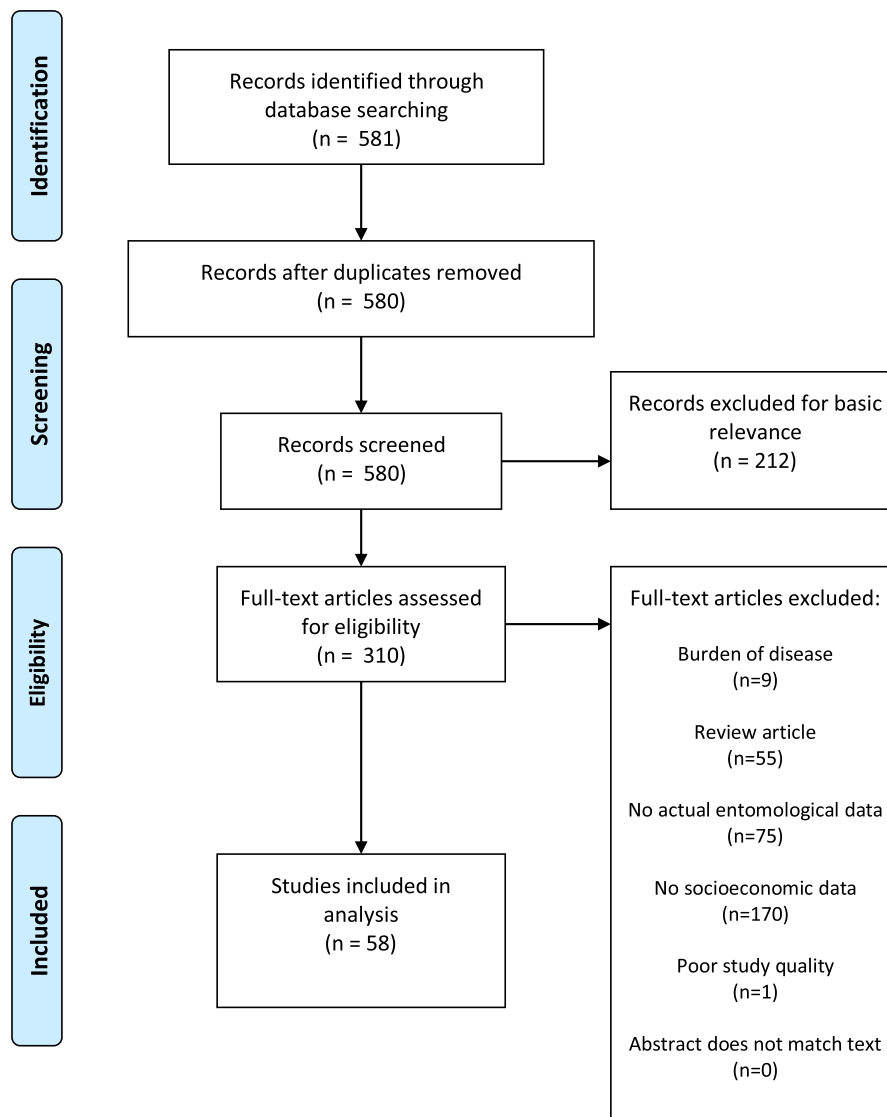 Identification
Records identified through
database searching
(n = 581)
Records after duplicates removed
(n = 580)
Screening
Records screened
(n = 580)
Records excluded for basic
relevance
(n = 212)
Eligibility
Full-text articles assessed
for eligibility
(n = 310)
Full-text articles excluded:
Burden of disease
(n=9)
Review article
(n=55)
No actual entomological data
(n=75)
No socioeconomic data
(n=170)
Poor study quality
(n=1)
Abstract does not match text
(n=0)
Included
Studies included in
analysis
(n = 58)